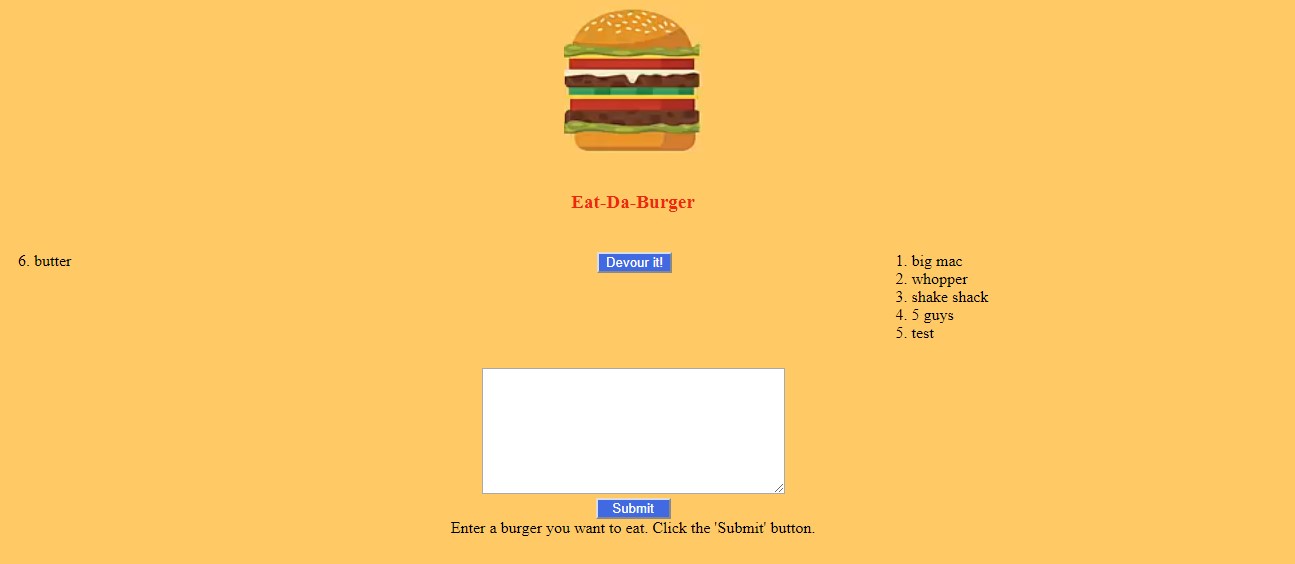 Eat-Da-Burger
6. butter
Devour it!
1. big mac
2. whopper
3. shake shack
4. 5 guys
5. test
Submit
Enter a burger you want to eat. Click the 'Submit' button.